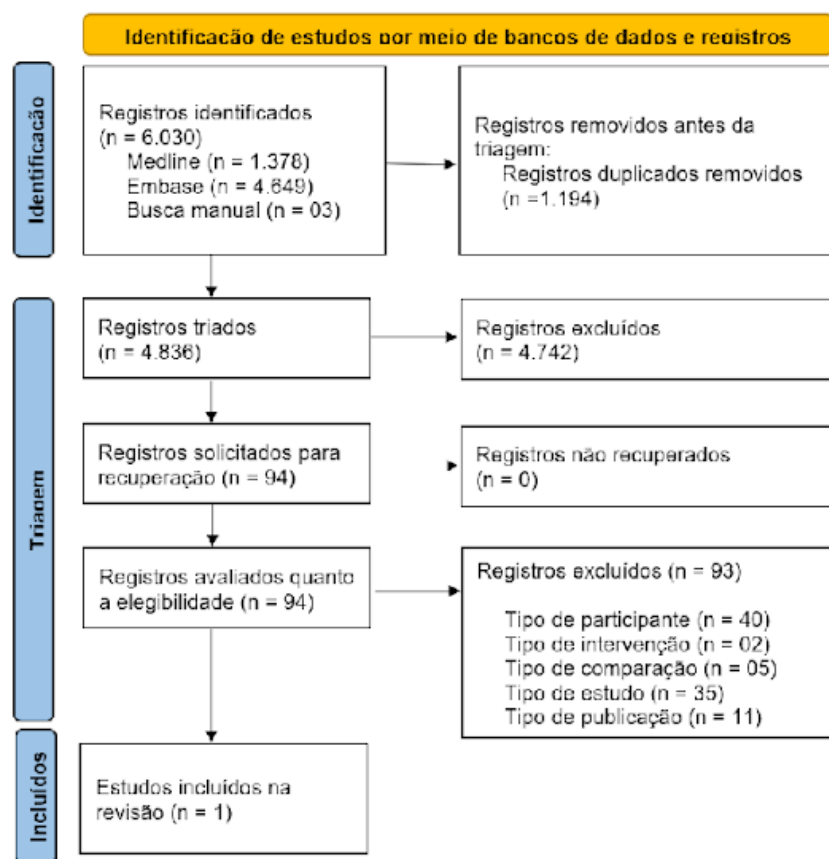 Identificação de estudos por meio de bancos de dados e registros
Identificação
Registros identificados
(n = 6.030)
Medline (n = 1.378)
Embase (n = 4.649)
Busca manual (n = 03)
Registros removidos antes da
triagem:
Registros duplicados removidos
(n =1.194)
Triagem
Registros triados
(n = 4.836)
Registros excluídos
(n = 4.742)
Registros solicitados para
recuperação (n = 94)
Registros não recuperados
(n = 0)
Registros avaliados quanto
a elegibilidade (n = 94)
Registros excluídos (n = 93)
Tipo de participante (n = 40)
Tipo de intervenção (n = 02)
Tipo de comparação (n = 05)
Tipo de estudo (n = 35)
Tipo de publicação (n = 11)
Incluídos
Estudos incluídos na
revisão (n = 1)